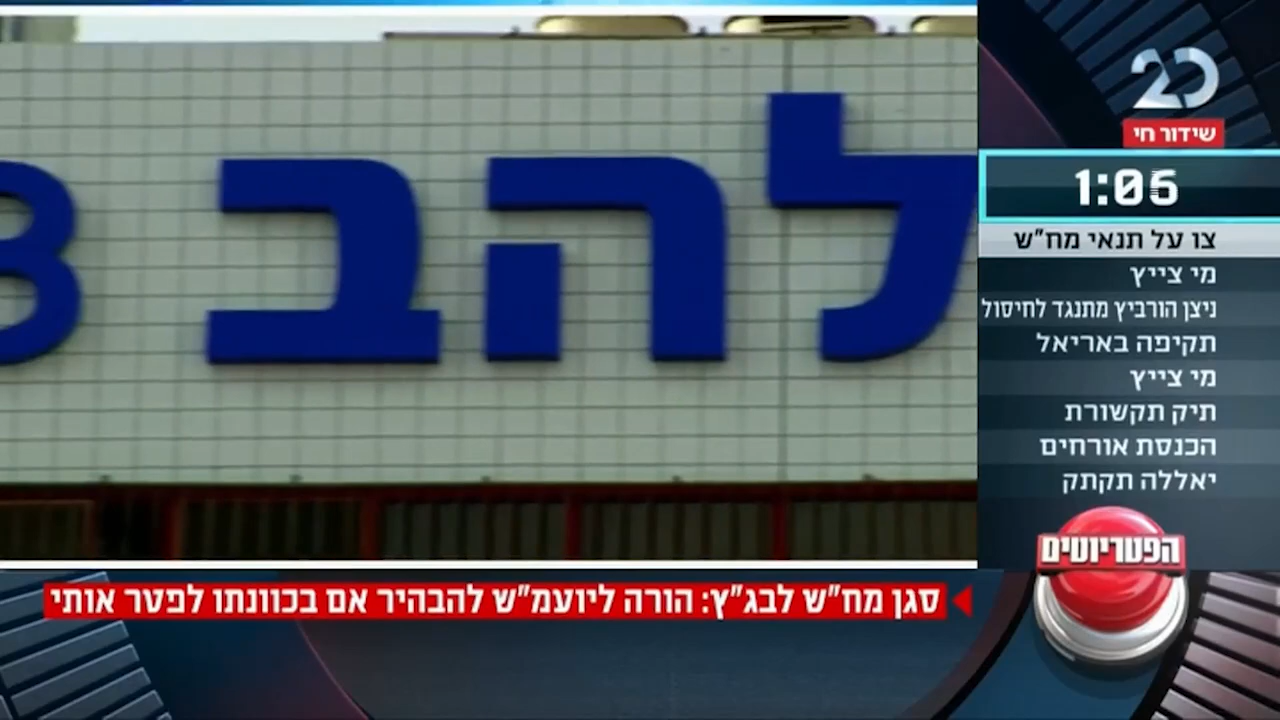 להב
20
שידור חי
1:05
צו על תנאי מח"ש
מי צייץ
ניצן הורביץ מתנגד לחיסול
תקיפה באריאל
מי צייץ
תיק תקשורת
הכנסת אורחים
יאללה תקתק
הפטריוטים
סגן מח"ש לבג"ץ: הורה ליועמ"ש להבהיר אם בכוונתו לפטר אותי